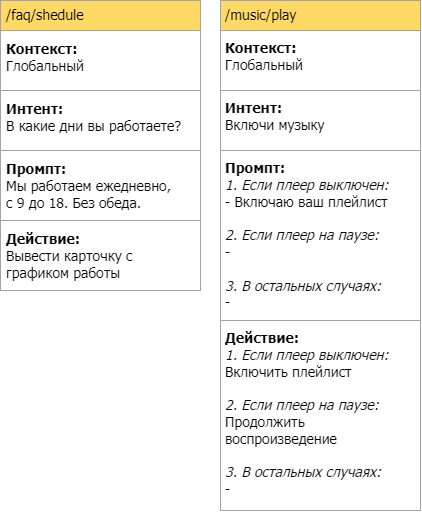 /faq/shedule
Контекст:
Глобальный
Интент:
В какие дни вы работаете?
Промпт:
Мы работаем ежедневно,
с 9 до 18. Без обеда.
Действие:
Вывести карточку с
графиком работы
/music/play
Контекст:
Глобальный
Интент:
Включи музыку
Промпт:
1. Если плеер выключен:
- Включаю ваш плейлист
2. Если плеер на паузе:
-
3. В остальных случаях:
-
Действие:
1. Если плеер выключен:
Включить плейлист
2. Если плеер на паузе:
Продолжить
воспроизведение
3. В остальных случаях:
-